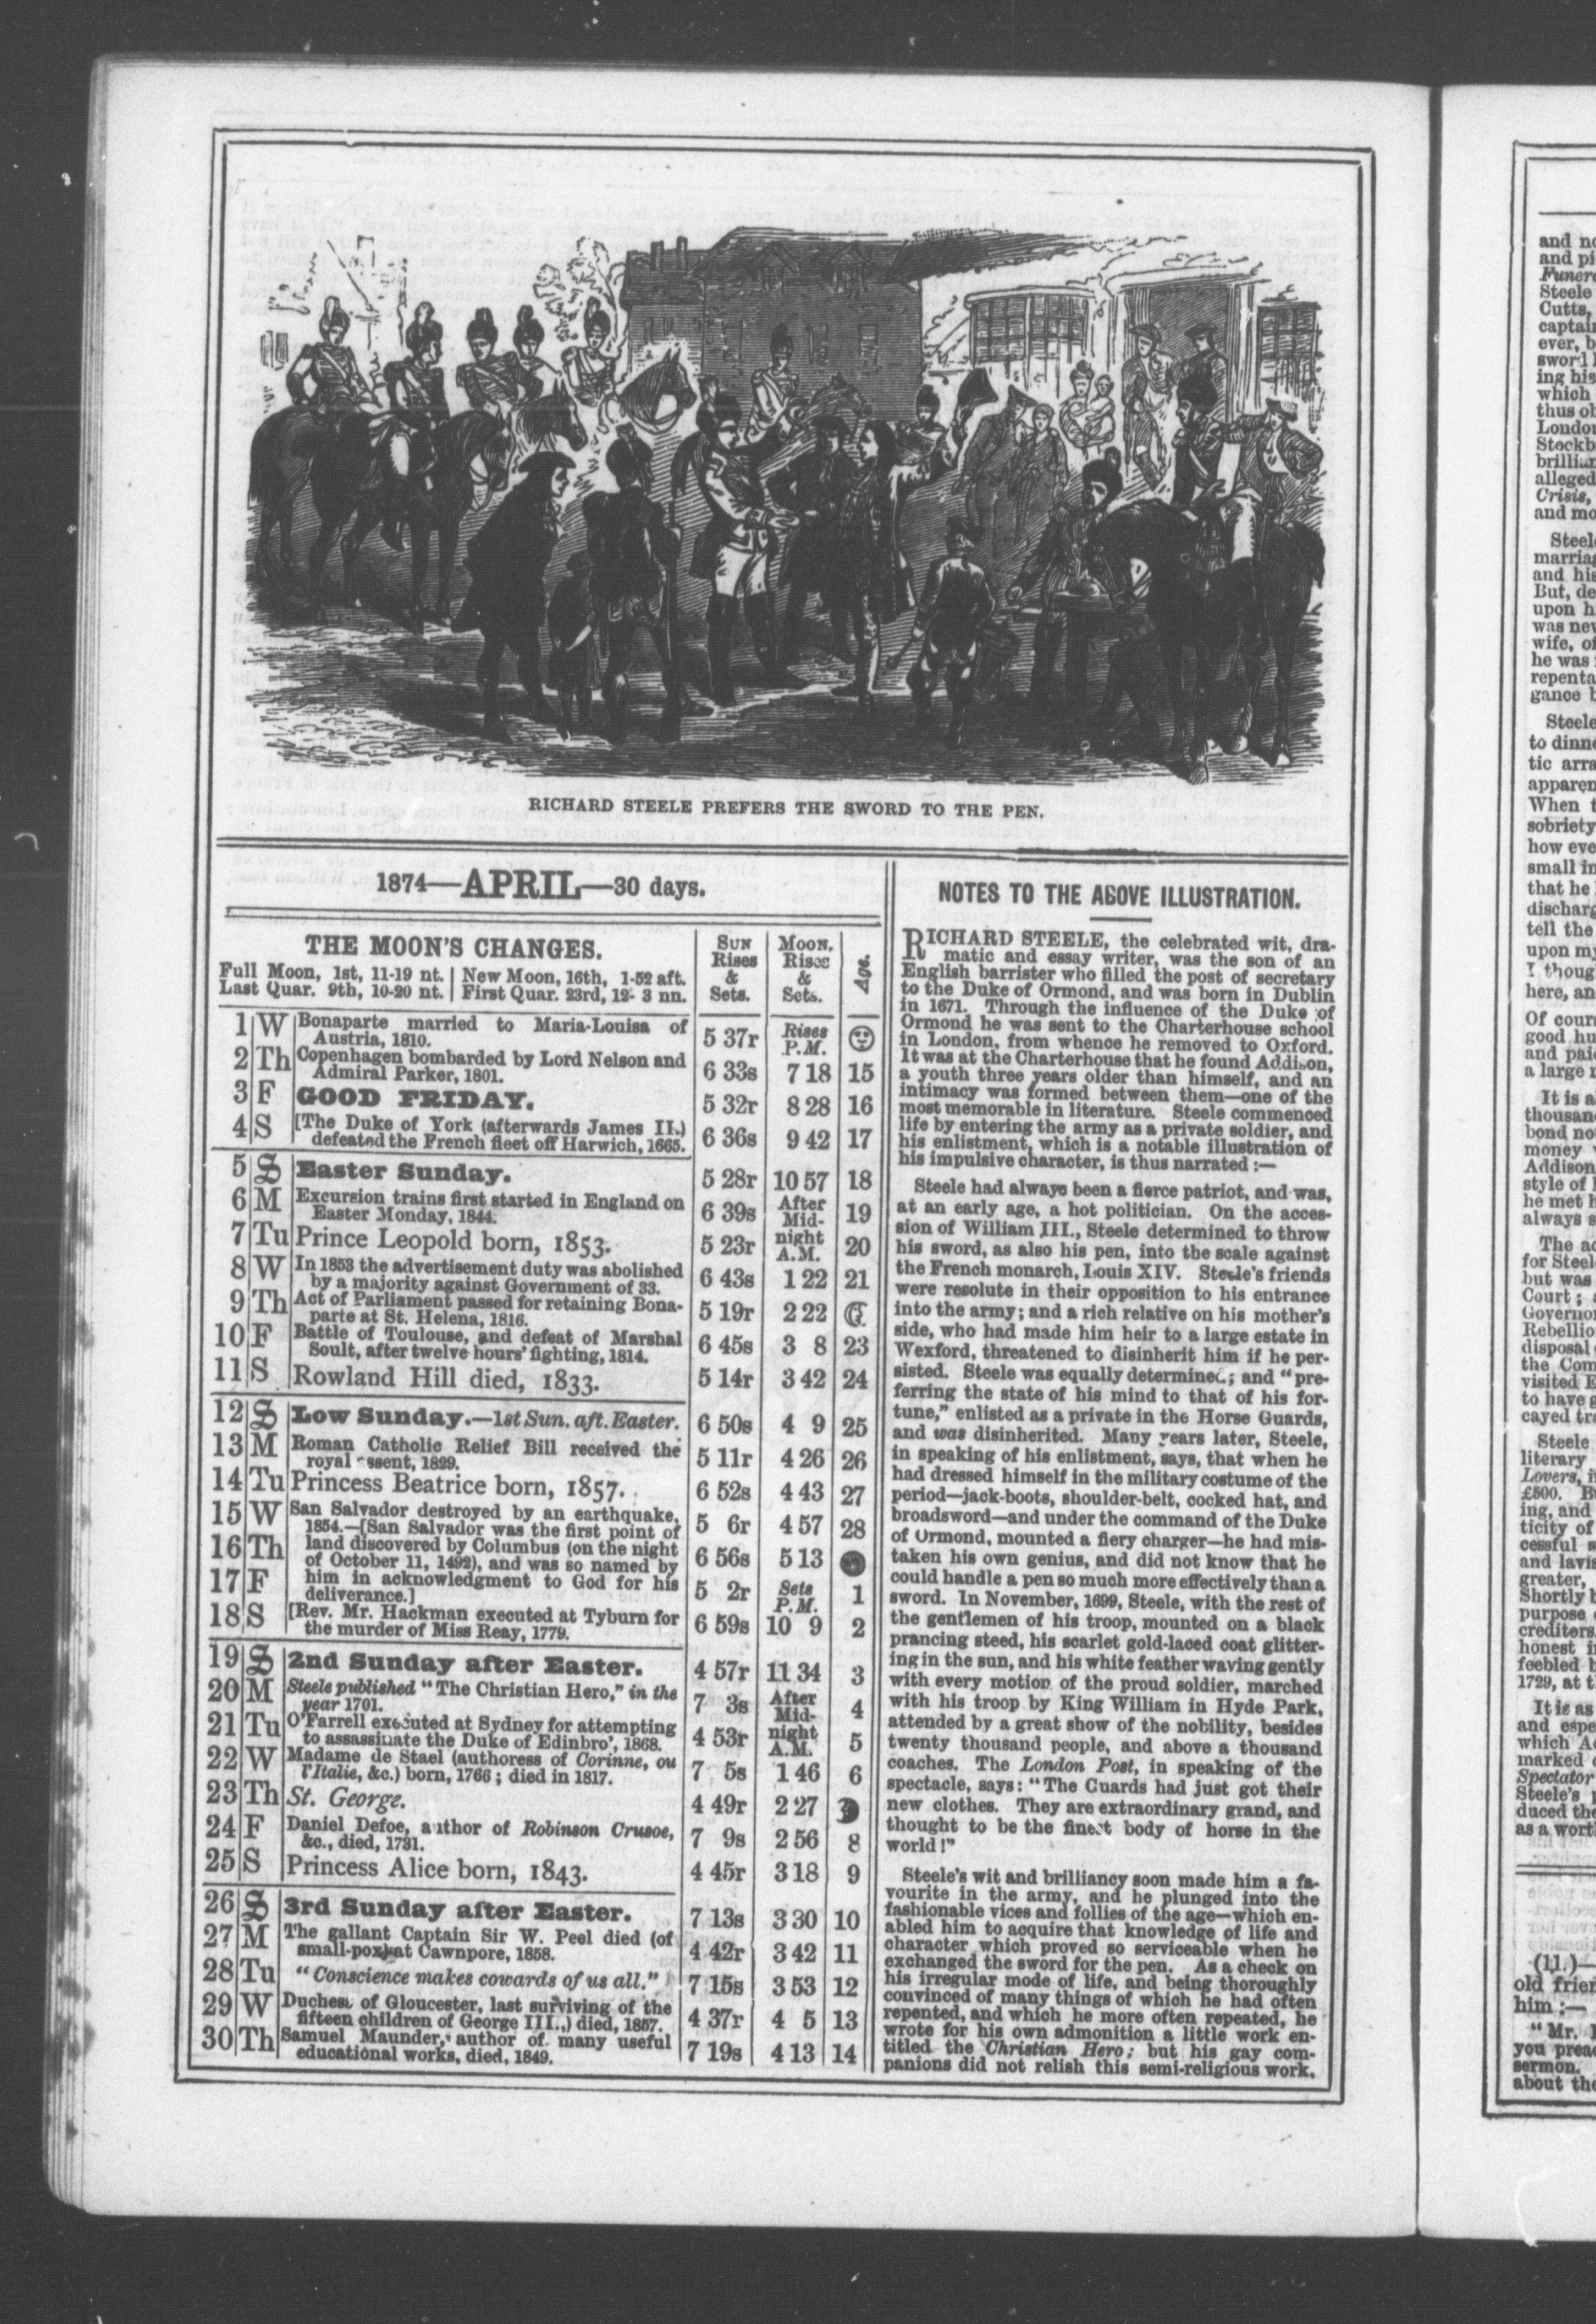 RICHARD STEELE PREFERS THE SWORD TO THE PEN.
1874—APRIL—30 days.
THE MOON'S CHANGES.
Full Moon, 1st, 11-19 nt. | New Moon, 16th, 1-52 aft.
Last Quar. 9th, 10-20 nt. | First Quar. 23rd, 12- 3 nn.
SUN Rises & Sets.
MOON. Rises & Sets.
Age.
1 W Bonaparte married to Maria-Louisa of
Austria, 1810. 5 37r Rises P.M.
2 Th Copenhagen bombarded by Lord Nelson and
Admiral Parker, 1801. 6 33s 7 18 15
3 F GOOD FRIDAY. 5 32r 8 28 16
4 S [The Duke of York (afterwards James II.)
defeated the French fleet off Harwich, 1665. 6 36s 9 42 17
5 S Easter Sunday. 5 28r 10 57 18
6 M Excursion trains first started in England on
Easter Monday, 1844. 6 39s After Mid- 19
7 Tu Prince Leopold born, 1853. 5 23r night A.M. 20
8 W In 1853 the advertisement duty was abolished
by a majority against Government of 33. 6 43s 1 22 21
9 Th Act of Parliament passed for retaining Bona-
parte at St. Helena, 1816. 5 19r 2 22
10 F Battle of Toulouse, and defeat of Marshal
Soult, after twelve hours' fighting, 1814. 6 45s 3 8 23
11 S Rowland Hill died, 1833. 5 14r 3 42 24
12 S Low Sunday.—1st Sun. aft. Easter. 6 50s 4 9 25
13 M Roman Catholic Relief Bill received the
royal assent, 1829. 5 11r 4 26 26
14 Tu Princess Beatrice born, 1857. 6 52s 4 43 27
15 W San Salvador destroyed by an earthquake,
1854.—[San Salvador was the first point of 5 6r 4 57 28
16 Th land discovered by Columbus (on the night
of October 11, 1492), and was so named by 6 56s 5 13
17 F him in acknowledgment to God for his
deliverance.] 5 2r Sets P.M. 1
18 S [Rev. Mr. Hackman executed at Tyburn for
the murder of Miss Reay, 1779. 6 59s 10 9 2
19 S 2nd Sunday after Easter. 4 57r 11 34 3
20 M Steele published "The Christian Hero," in the
year 1701. 7 3s After Mid- 4
21 Tu O'Farrell executed at Sydney for attempting
to assassinate the Duke of Edinbro', 1868. 4 53r night A.M. 5
22 W Madame de Stael (authoress of Corinne, ou
l'Italie, &c.) born, 1766; died in 1817. 7 5s 1 46 6
23 Th St. George. 4 49r 2 27
24 F Daniel Defoe, author of Robinson Crusoe,
&c., died, 1731. 7 9s 2 56 8
25 S Princess Alice born, 1843. 4 45r 3 18 9
26 S 3rd Sunday after Easter. 7 13s 3 30 10
27 M The gallant Captain Sir W. Peel died (of
small-pox) at Cawnpore, 1858. 4 42r 3 42 11
28 Tu "Conscience makes cowards of us all." 7 15s 3 53 12
29 W Duchess of Gloucester, last surviving of the
fifteen children of George III.,) died, 1857. 4 37r 4 5 13
30 Th Samuel Maunder, author of many useful
educational works, died, 1849. 7 19s 4 13 14
NOTES TO THE ABOVE ILLUSTRATION.
RICHARD STEELE, the celebrated wit, dra-
matic and essay writer, was the son of an
English barrister who filled the post of secretary
to the Duke of Ormond, and was born in Dublin
in 1671. Through the influence of the Duke of
Ormond he was sent to the Charterhouse school
in London, from whence he removed to Oxford.
It was at the Charterhouse that he found Addison,
a youth three years older than himself, and an
intimacy was formed between them—one of the
most memorable in literature. Steele commenced
life by entering the army as a private soldier, and
his enlistment, which is a notable illustration of
his impulsive character, is thus narrated :—
Steele had always been a fierce patriot, and was,
at an early age, a hot politician. On the acces-
sion of William III., Steele determined to throw
his sword, as also his pen, into the scale against
the French monarch, Louis XIV. Steele's friends
were resolute in their opposition to his entrance
into the army; and a rich relative on his mother's
side, who had made him heir to a large estate in
Wexford, threatened to disinherit him if he per-
sisted. Steele was equally determined; and "pre-
ferring the state of his mind to that of his for-
tune," enlisted as a private in the Horse Guards,
and was disinherited. Many years later, Steele,
in speaking of his enlistment, says, that when he
had dressed himself in the military costume of the
period—jack-boots, shoulder-belt, cocked hat, and
broadsword—and under the command of the Duke
of Ormond, mounted a fiery charger—he had mis-
taken his own genius, and did not know that he
could handle a pen so much more effectively than a
sword. In November, 1699, Steele, with the rest of
the gentlemen of his troop, mounted on a black
prancing steed, his scarlet gold-laced coat glitter-
ing in the sun, and his white feather waving gently
with every motion of the proud soldier, marched
with his troop by King William in Hyde Park,
attended by a great show of the nobility, besides
twenty thousand people, and above a thousand
coaches. The London Post, in speaking of the
spectacle, says: "The Guards had just got their
new clothes. They are extraordinary grand, and
thought to be the finest body of horse in the
world!"
Steele's wit and brilliancy soon made him a fa-
vourite in the army, and he plunged into the
fashionable vices and follies of the age—which en-
abled him to acquire that knowledge of life and
character which proved so serviceable when he
exchanged the sword for the pen. As a check on
his irregular mode of life, and being thoroughly
convinced of many things of which he had often
repented, and which he more often repeated, he
wrote for his own admonition a little work en-
titled the Christian Hero; but his gay com-
panions did not relish this semi-religious work,